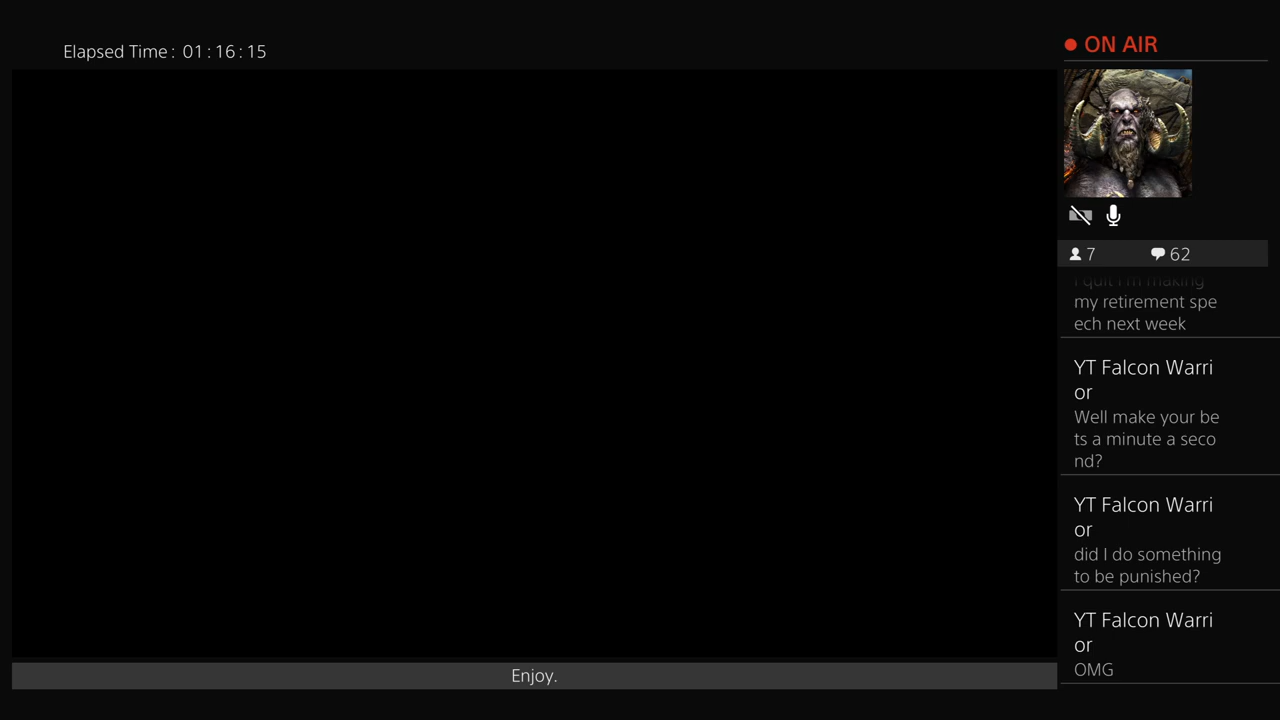 Elapsed Time : 01 : 16 : 15
ON AIR
7 62
I quit I'm making
my retirement spe
ech next week
YT Falcon Warri
or
Well make your be
ts a minute a seco
nd?
YT Falcon Warri
or
did I do something
to be punished?
YT Falcon Warri
or
OMG
Enjoy.